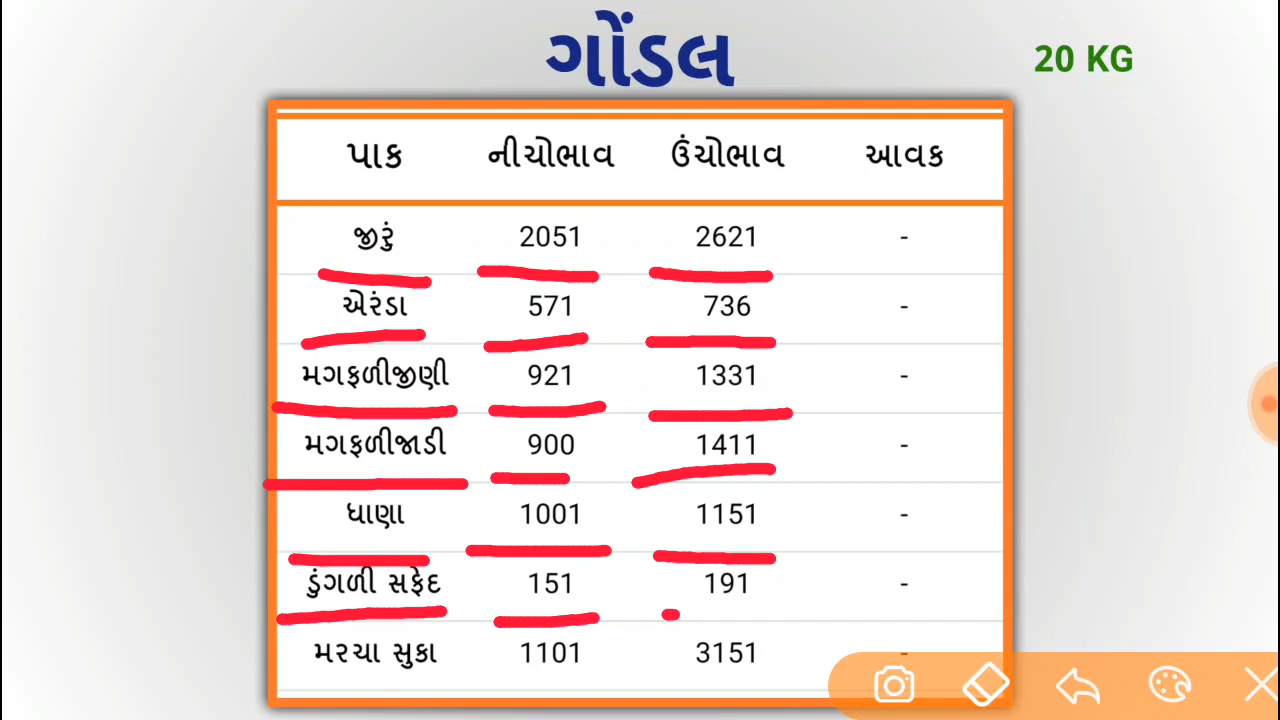 ગોંડલ
20 KG
પાક નીચોભાવ ઉંચોભાવ આવક
જીરું 2051 2621 -
એરંડા 571 736 -
મગફળીજીણી 921 1331 -
મગફળીજાડી 900 1411 -
ધાણા 1001 1151 -
ડુંગળી સફેદ 151 191 -
મરચા સુકા 1101 3151 -